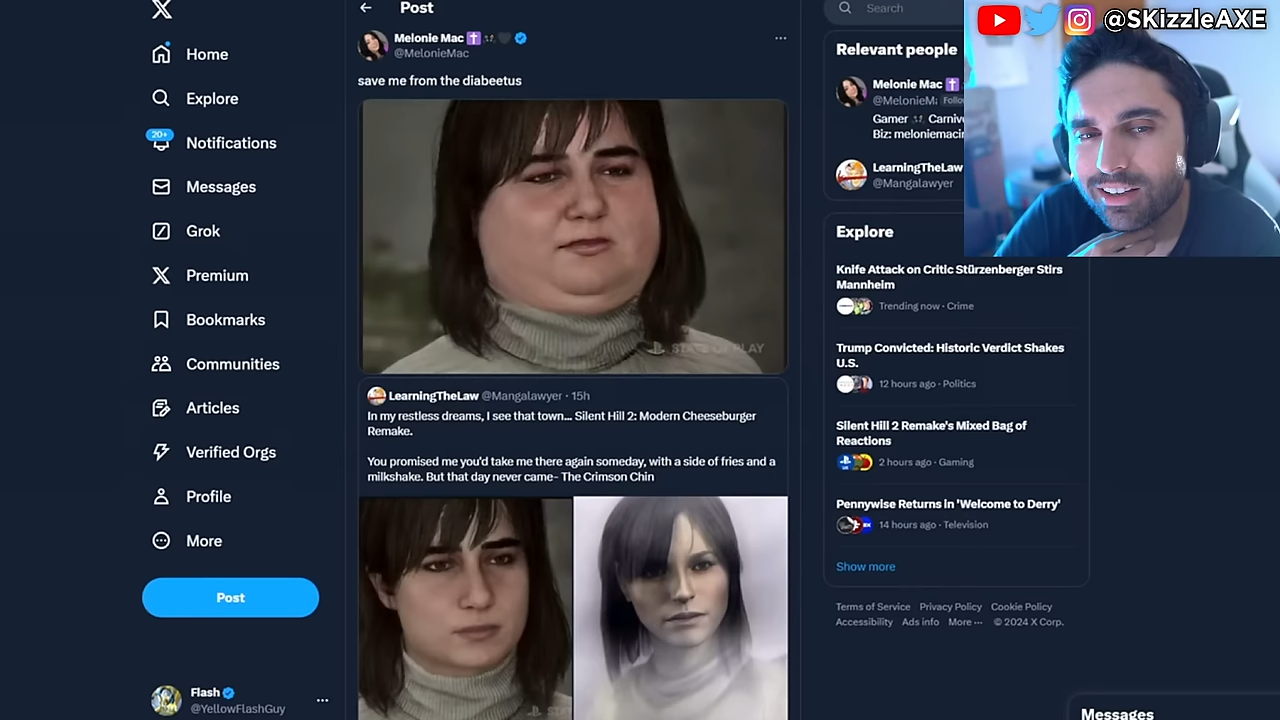 @SKizzleAXE
Home
Explore
20+
Notifications
Messages
Grok
Premium
Bookmarks
Communities
Articles
Verified Orgs
Profile
More
Post
Flash
@YellowFlashGuy
Post
Melonie Mac
@MelonieMac
save me from the diabeetus
STATE OF PLAY
LearningTheLaw @Mangalawyer · 15h
In my restless dreams, I see that town... Silent Hill 2: Modern Cheeseburger
Remake.
You promised me you'd take me there again someday, with a side of fries and a
milkshake. But that day never came- The Crimson Chin
Search
Relevant people
Melonie Mac
@MelonieMa
Follo
Gamer
Carnivo
Biz: meloniemacin
LearningTheLaw
@Mangalawyer
Explore
Knife Attack on Critic Stürzenberger Stirs
Mannheim
Trending now · Crime
Trump Convicted: Historic Verdict Shakes
U.S.
12 hours ago · Politics
Silent Hill 2 Remake's Mixed Bag of
Reactions
2 hours ago · Gaming
Pennywise Returns in 'Welcome to Derry'
14 hours ago · Television
Show more
Terms of Service Privacy Policy Cookie Policy
Accessibility Ads info More ··· © 2024 X Corp.
Messages